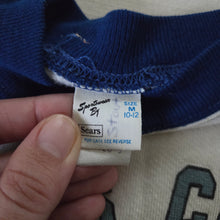 Sportswear
By
Sears
SIZE
M
10-12
FOR CARE SEE REVERSE
C